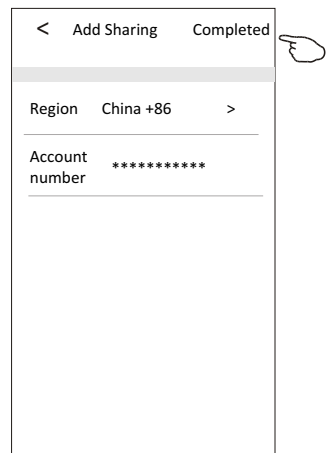 < Add Sharing Completed
Region China +86 >
Account
number ***********